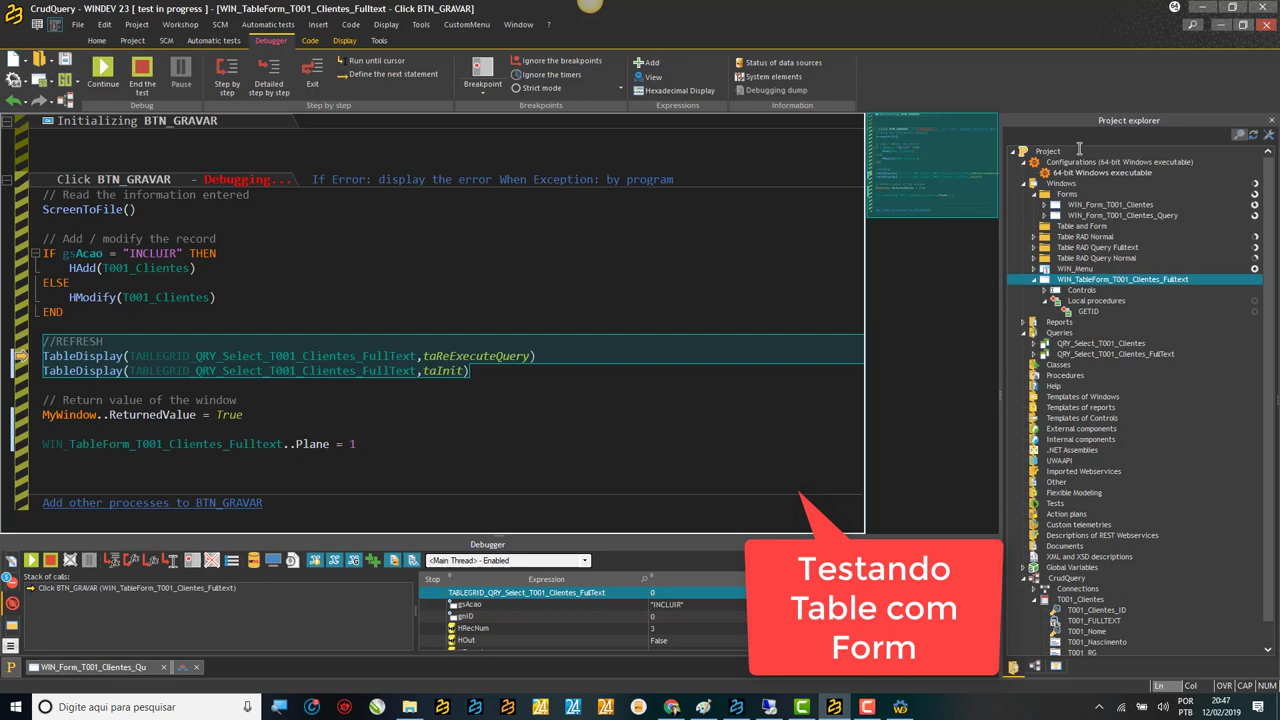 CrudQuery - WINDEV 23 [ test in progress ] - [WIN_TableForm_T001_Clientes_Fulltext - Click BTN_GRAVAR]
64
File Edit Project Workshop SCM Automatic tests Insert Code Display Tools CustomMenu Window ?
Home Project SCM Automatic tests Debugger Code Display Tools
Continue
End the test
Pause
Debug
Step by step
Detailed step by step
Exit
Run until cursor
Define the next statement
Step by step
Breakpoint
Ignore the breakpoints
Ignore the timers
Strict mode
Breakpoints
Add
View
Hexadecimal Display
Expressions
Status of data sources
System elements
Debugging dump
Information
Initializing BTN_GRAVAR
Click BTN_GRAVAR
Debugging...
// Read the information entered
ScreenToFile()
// Add / modify the record
IF gsAcao = "INCLUIR" THEN
HAdd(T001_Clientes)
ELSE
HModify(T001_Clientes)
END
//REFRESH
TableDisplay(TABLEGRID_QRY_Select_T001_Clientes_FullText,taReExecuteQuery)
TableDisplay(TABLEGRID_QRY_Select_T001_Clientes_FullText,taInit)
// Return value of the window
MyWindow..ReturnedValue = True
WIN_TableForm_T001_Clientes_Fulltext..Plane = 1
Add other processes to BTN_GRAVAR
Project explorer
Project
Configurations (64-bit Windows executable)
64-bit Windows executable
Windows
Forms
WIN_Form_T001_Clientes
WIN_Form_T001_Clientes_Query
Table and Form
Table RAD Normal
Table RAD Query Fulltext
Table RAD Query Normal
WIN_Menu
WIN_TableForm_T001_Clientes_Fulltext
Controls
Local procedures
GETID
Reports
Queries
QRY_Select_T001_Clientes
QRY_Select_T001_Clientes_FullText
Classes
Procedures
Help
Templates of Windows
Templates of reports
Templates of Controls
External components
Internal components
.NET Assemblies
UWAAPI
Imported Webservices
Other
Flexible Modeling
Tests
Action plans
Custom telemetries
Descriptions of REST Webservices
Documents
XML and XSD descriptions
Global Variables
CrudQuery
Connections
T001_Clientes
T001_Clientes_ID
T001_FULLTEXT
T001_Nome
T001_Nascimento
T001_RG
Debugger
<Main Thread> - Enabled
Stack of calls:
Click BTN_GRAVAR (WIN_TableForm_T001_Clientes_Fulltext)
Stop Expression
TABLEGRID_QRY_Select_T001_Clientes_FullText 0
gsAcao "INCLUIR"
gnID 0
HRecNum 3
HOut False
Testando
Table com
Form
WIN_Form_T001_Clientes_Qu
Ln Col OVR CAP NUM
Digite aqui para pesquisar
24 24 24
POR
PTB
20:47
12/02/2019